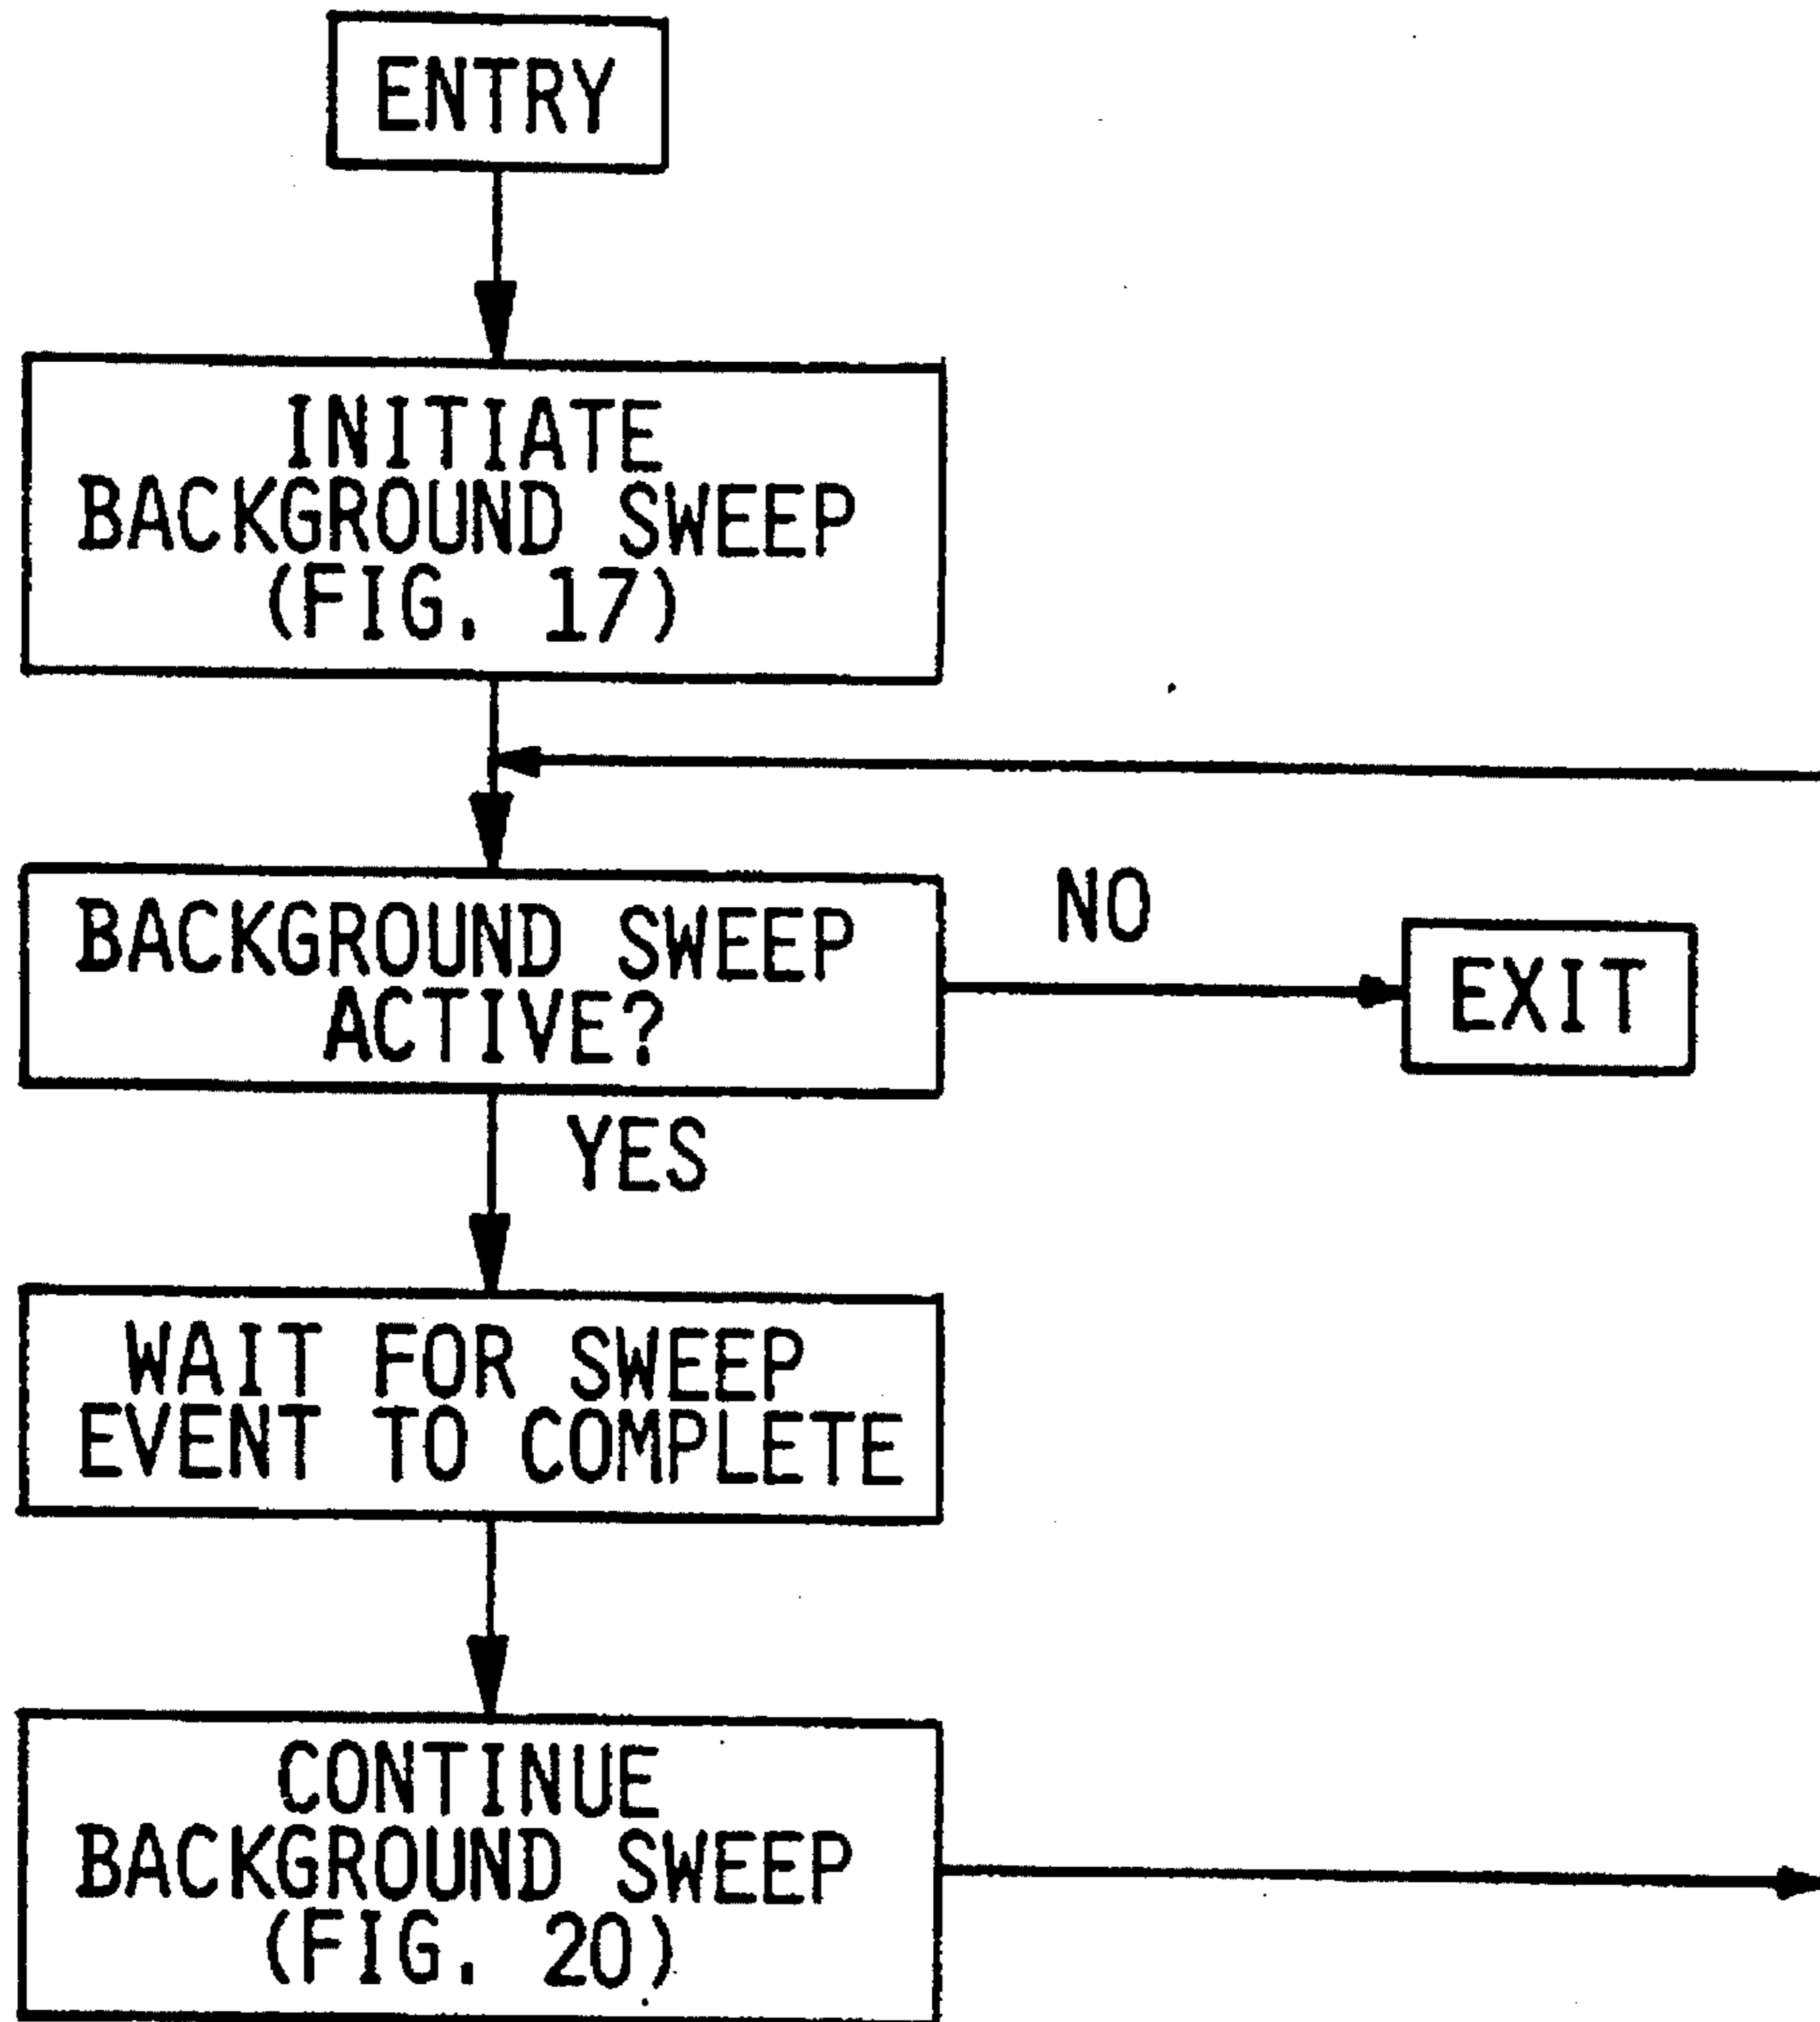 ENTRY
INITIATE
BACKGROUND SWEEP
(FIG. 17)
BACKGROUND SWEEP
ACTIVE?
NO
EXIT
YES
WAIT FOR SWEEP
EVENT TO COMPLETE
CONTINUE
BACKGROUND SWEEP
(FIG. 20)